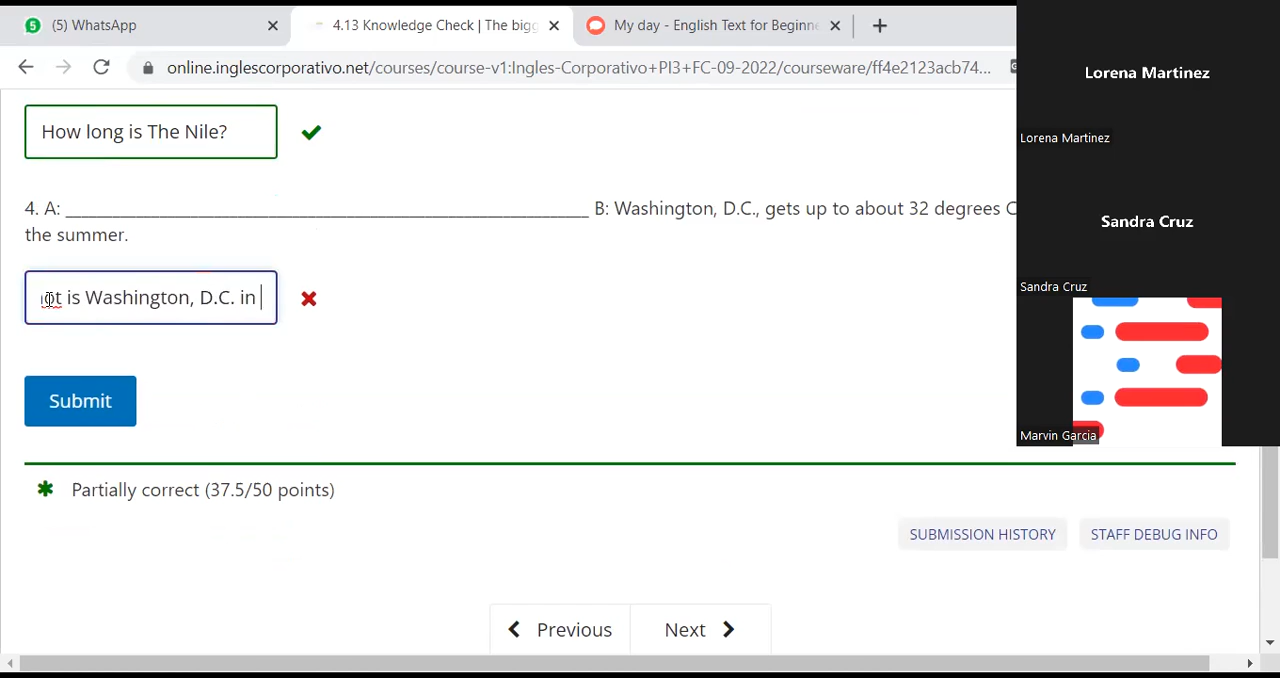 (5) WhatsApp
4.13 Knowledge Check | The bigg
My day - English Text for Beginne
online.inglescorporativo.net/courses/course-v1:Ingles-Corporativo+PI3+FC-09-2022/courseware/ff4e2123acb74...
How long is The Nile?
4. A: ______________________________________________________ B: Washington, D.C., gets up to about 32 degrees C
the summer.
ot is Washington, D.C. in
Submit
Partially correct (37.5/50 points)
SUBMISSION HISTORY
STAFF DEBUG INFO
Previous
Next
Lorena Martinez
Lorena Martinez
Sandra Cruz
Sandra Cruz
Marvin Garcia